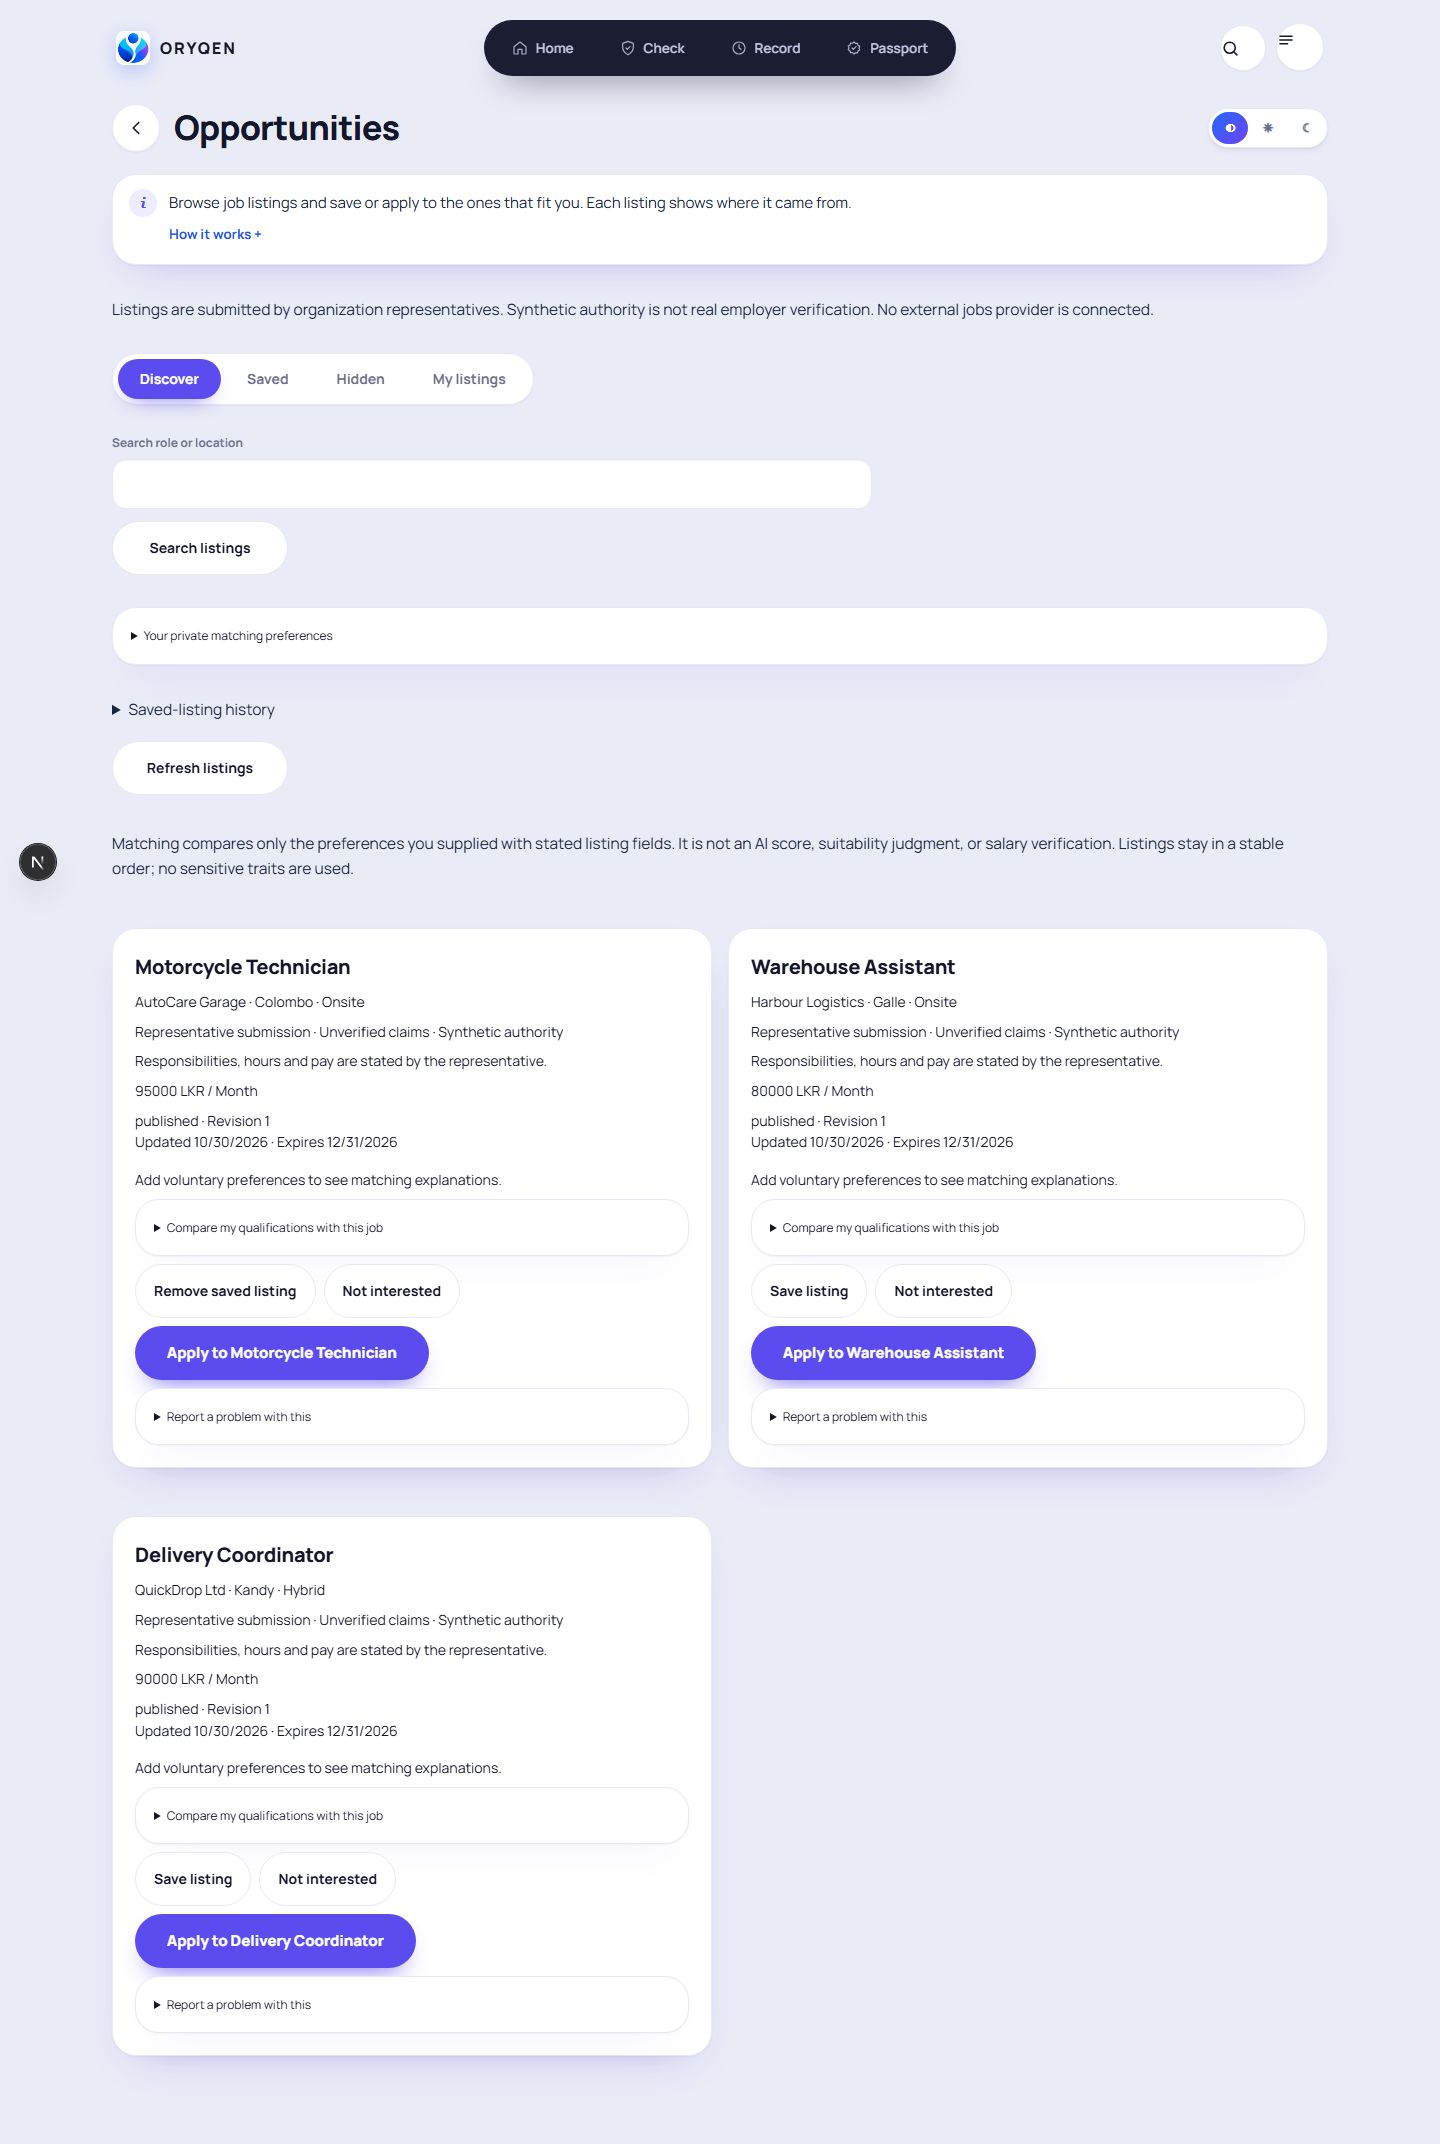 ORYQEN
Home
Check
Record
Passport
Opportunities
i
Browse job listings and save or apply to the ones that fit you. Each listing shows where it came from.
How it works +
Listings are submitted by organization representatives. Synthetic authority is not real employer verification. No external jobs provider is connected.
Discover
Saved
Hidden
My listings
Search role or location
Search listings
Your private matching preferences
Saved-listing history
Refresh listings
N
Matching compares only the preferences you supplied with stated listing fields. It is not an AI score, suitability judgment, or salary verification. Listings stay in a stable
order; no sensitive traits are used.
Motorcycle Technician
AutoCare Garage · Colombo · Onsite
Representative submission · Unverified claims · Synthetic authority
Responsibilities, hours and pay are stated by the representative.
95000 LKR / Month
published · Revision 1
Updated 10/30/2026 · Expires 12/31/2026
Add voluntary preferences to see matching explanations.
Compare my qualifications with this job
Remove saved listing
Not interested
Apply to Motorcycle Technician
Report a problem with this
Warehouse Assistant
Harbour Logistics · Galle · Onsite
Representative submission · Unverified claims · Synthetic authority
Responsibilities, hours and pay are stated by the representative.
80000 LKR / Month
published · Revision 1
Updated 10/30/2026 · Expires 12/31/2026
Add voluntary preferences to see matching explanations.
Compare my qualifications with this job
Save listing
Not interested
Apply to Warehouse Assistant
Report a problem with this
Delivery Coordinator
QuickDrop Ltd · Kandy · Hybrid
Representative submission · Unverified claims · Synthetic authority
Responsibilities, hours and pay are stated by the representative.
90000 LKR / Month
published · Revision 1
Updated 10/30/2026 · Expires 12/31/2026
Add voluntary preferences to see matching explanations.
Compare my qualifications with this job
Save listing
Not interested
Apply to Delivery Coordinator
Report a problem with this